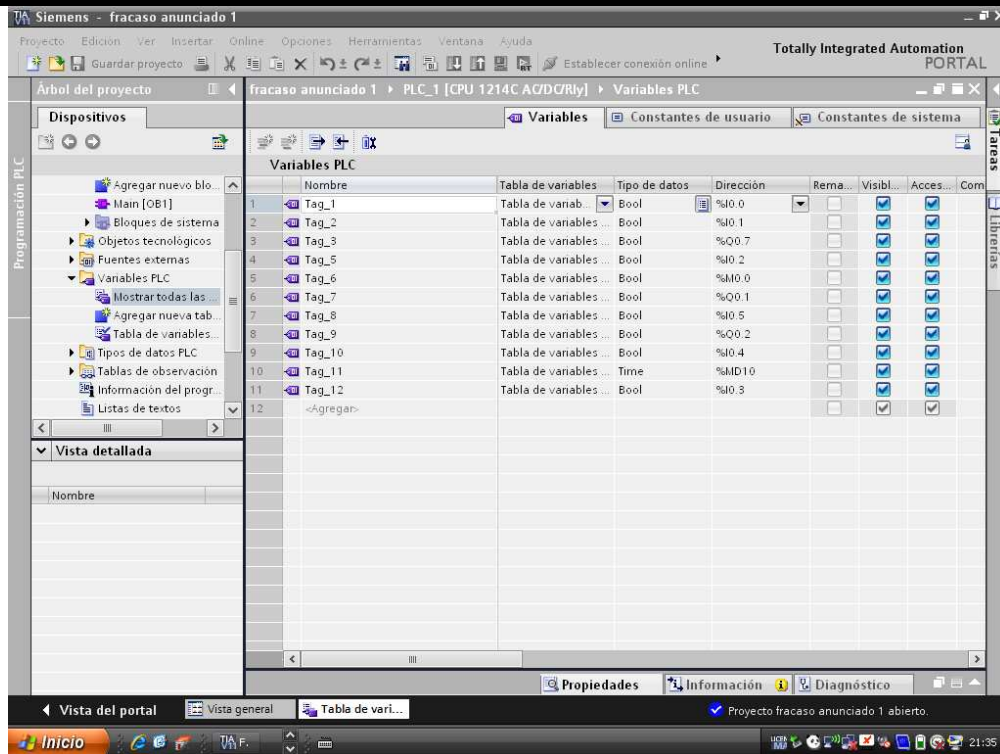 Siemens - fracaso anunciado 1
Proyecto Edición Ver Insertar Online Opciones Herramientas Ventana Ayuda
Totally Integrated Automation
PORTAL
Guardar proyecto
Establecer conexión online
Árbol del proyecto
fracaso anunciado 1 PLC_1 [CPU 1214C AC/DC/Rly] Variables PLC
Dispositivos
Variables Constantes de usuario Constantes de sistema
Variables PLC
Programación PLC
Tareas
Librerías
Agregar nuevo blo...
Main [OB1]
Bloques de sistema
Objetos tecnológicos
Fuentes externas
Variables PLC
Mostrar todas las ...
Agregar nueva tab...
Tabla de variables...
Tipos de datos PLC
Tablas de observación
Información del progr...
Listas de textos
Vista detallada
Nombre
Nombre Tabla de variables Tipo de datos Dirección Rema... Visibl... Acces... Com
1 Tag_1 Tabla de variab... Bool %I0.0
2 Tag_2 Tabla de variables ... Bool %I0.1
3 Tag_3 Tabla de variables ... Bool %Q0.7
4 Tag_5 Tabla de variables ... Bool %I0.2
5 Tag_6 Tabla de variables ... Bool %M0.0
6 Tag_7 Tabla de variables ... Bool %Q0.1
7 Tag_8 Tabla de variables ... Bool %I0.5
8 Tag_9 Tabla de variables ... Bool %Q0.2
9 Tag_10 Tabla de variables ... Bool %I0.4
10 Tag_11 Tabla de variables ... Time %MD10
11 Tag_12 Tabla de variables ... Bool %I0.3
12 <Agregar>
Propiedades Información Diagnóstico
Vista del portal Vista general Tabla de vari...
Proyecto fracaso anunciado 1 abierto.
Inicio
F.
21:35